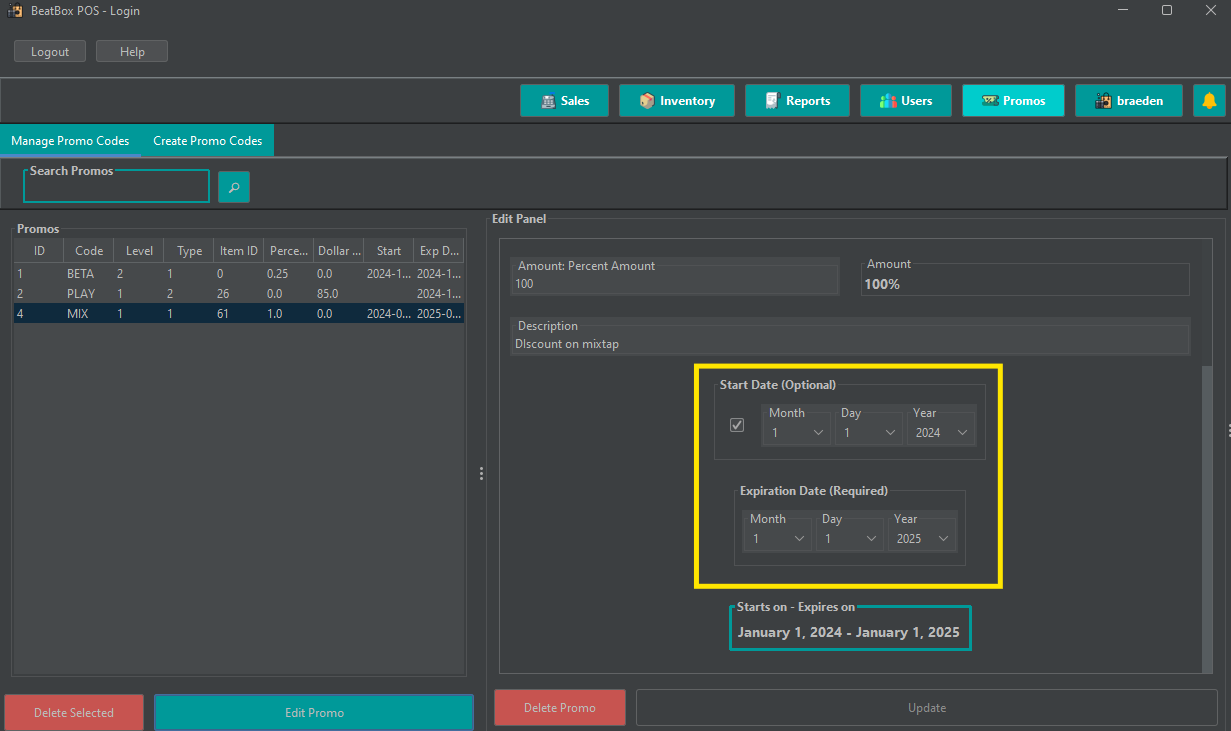 BeatBox POS - Login
Logout Help
Sales Inventory Reports Users Promos braeden
Manage Promo Codes Create Promo Codes
Search Promos
Promos
ID Code Level Type Item ID Perce... Dollar ... Start Exp D...
1 BETA 2 1 0 0.25 0.0 2024-1... 2024-1...
2 PLAY 1 2 26 0.0 85.0 2024-1...
4 MIX 1 1 61 1.0 0.0 2024-0... 2025-0...
Delete Selected Edit Promo
Edit Panel
Amount: Percent Amount
100
Amount
100%
Description
DIscount on mixtap
Start Date (Optional)
Month Day Year
1 1 2024
Expiration Date (Required)
Month Day Year
1 1 2025
Starts on - Expires on
January 1, 2024 - January 1, 2025
Delete Promo Update